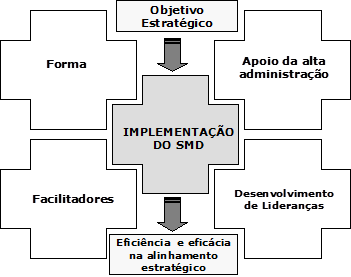 Objetivo
Estratégico
Forma
Apoio da alta
administração
IMPLEMENTAÇÃO
DO SMD
Facilitadores
Desenvolvimento
de Lideranças
Eficiência e eficácia
na alinhamento
estratégico